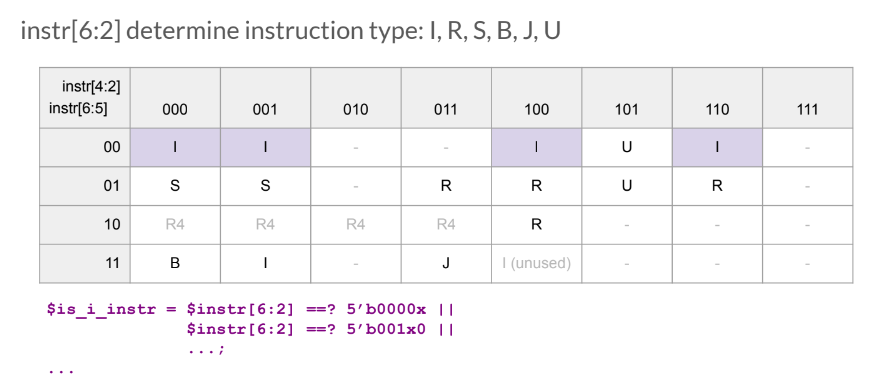 instr[6:2] determine instruction type: I, R, S, B, J, U
instr[4:2]
instr[6:5] 000 001 010 011 100 101 110 111
00 I I - - I U I -
01 S S - R R U R -
10 R4 R4 R4 R4 R - - -
11 B I - J I (unused) - - -
$is_i_instr = $instr[6:2] ==? 5’b0000x ||
$instr[6:2] ==? 5’b001x0 ||
...;
...